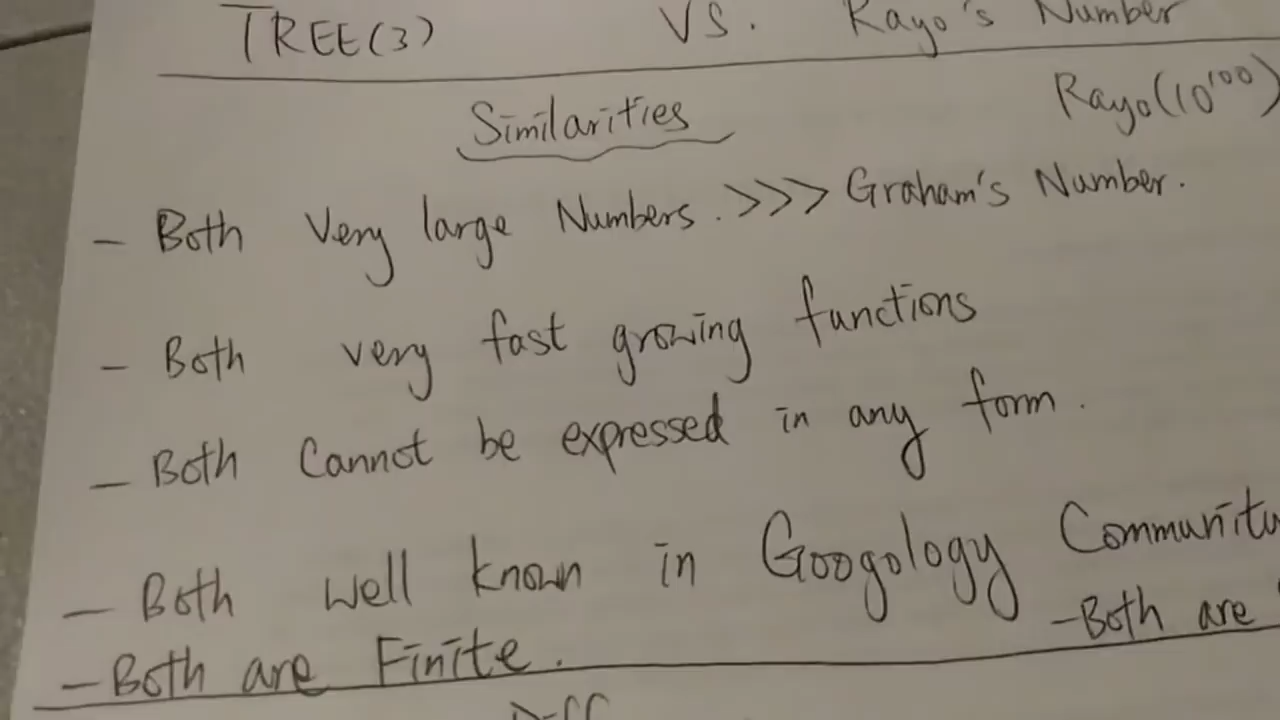 TREE(3) VS. Rayo's Number
Rayo(10^100)
Similarities
- Both Very large Numbers. >>> Graham's Number.
- Both very fast growing functions
- Both Cannot be expressed in any form.
- Both well known in Googology Community
- Both are Finite.
- Both are